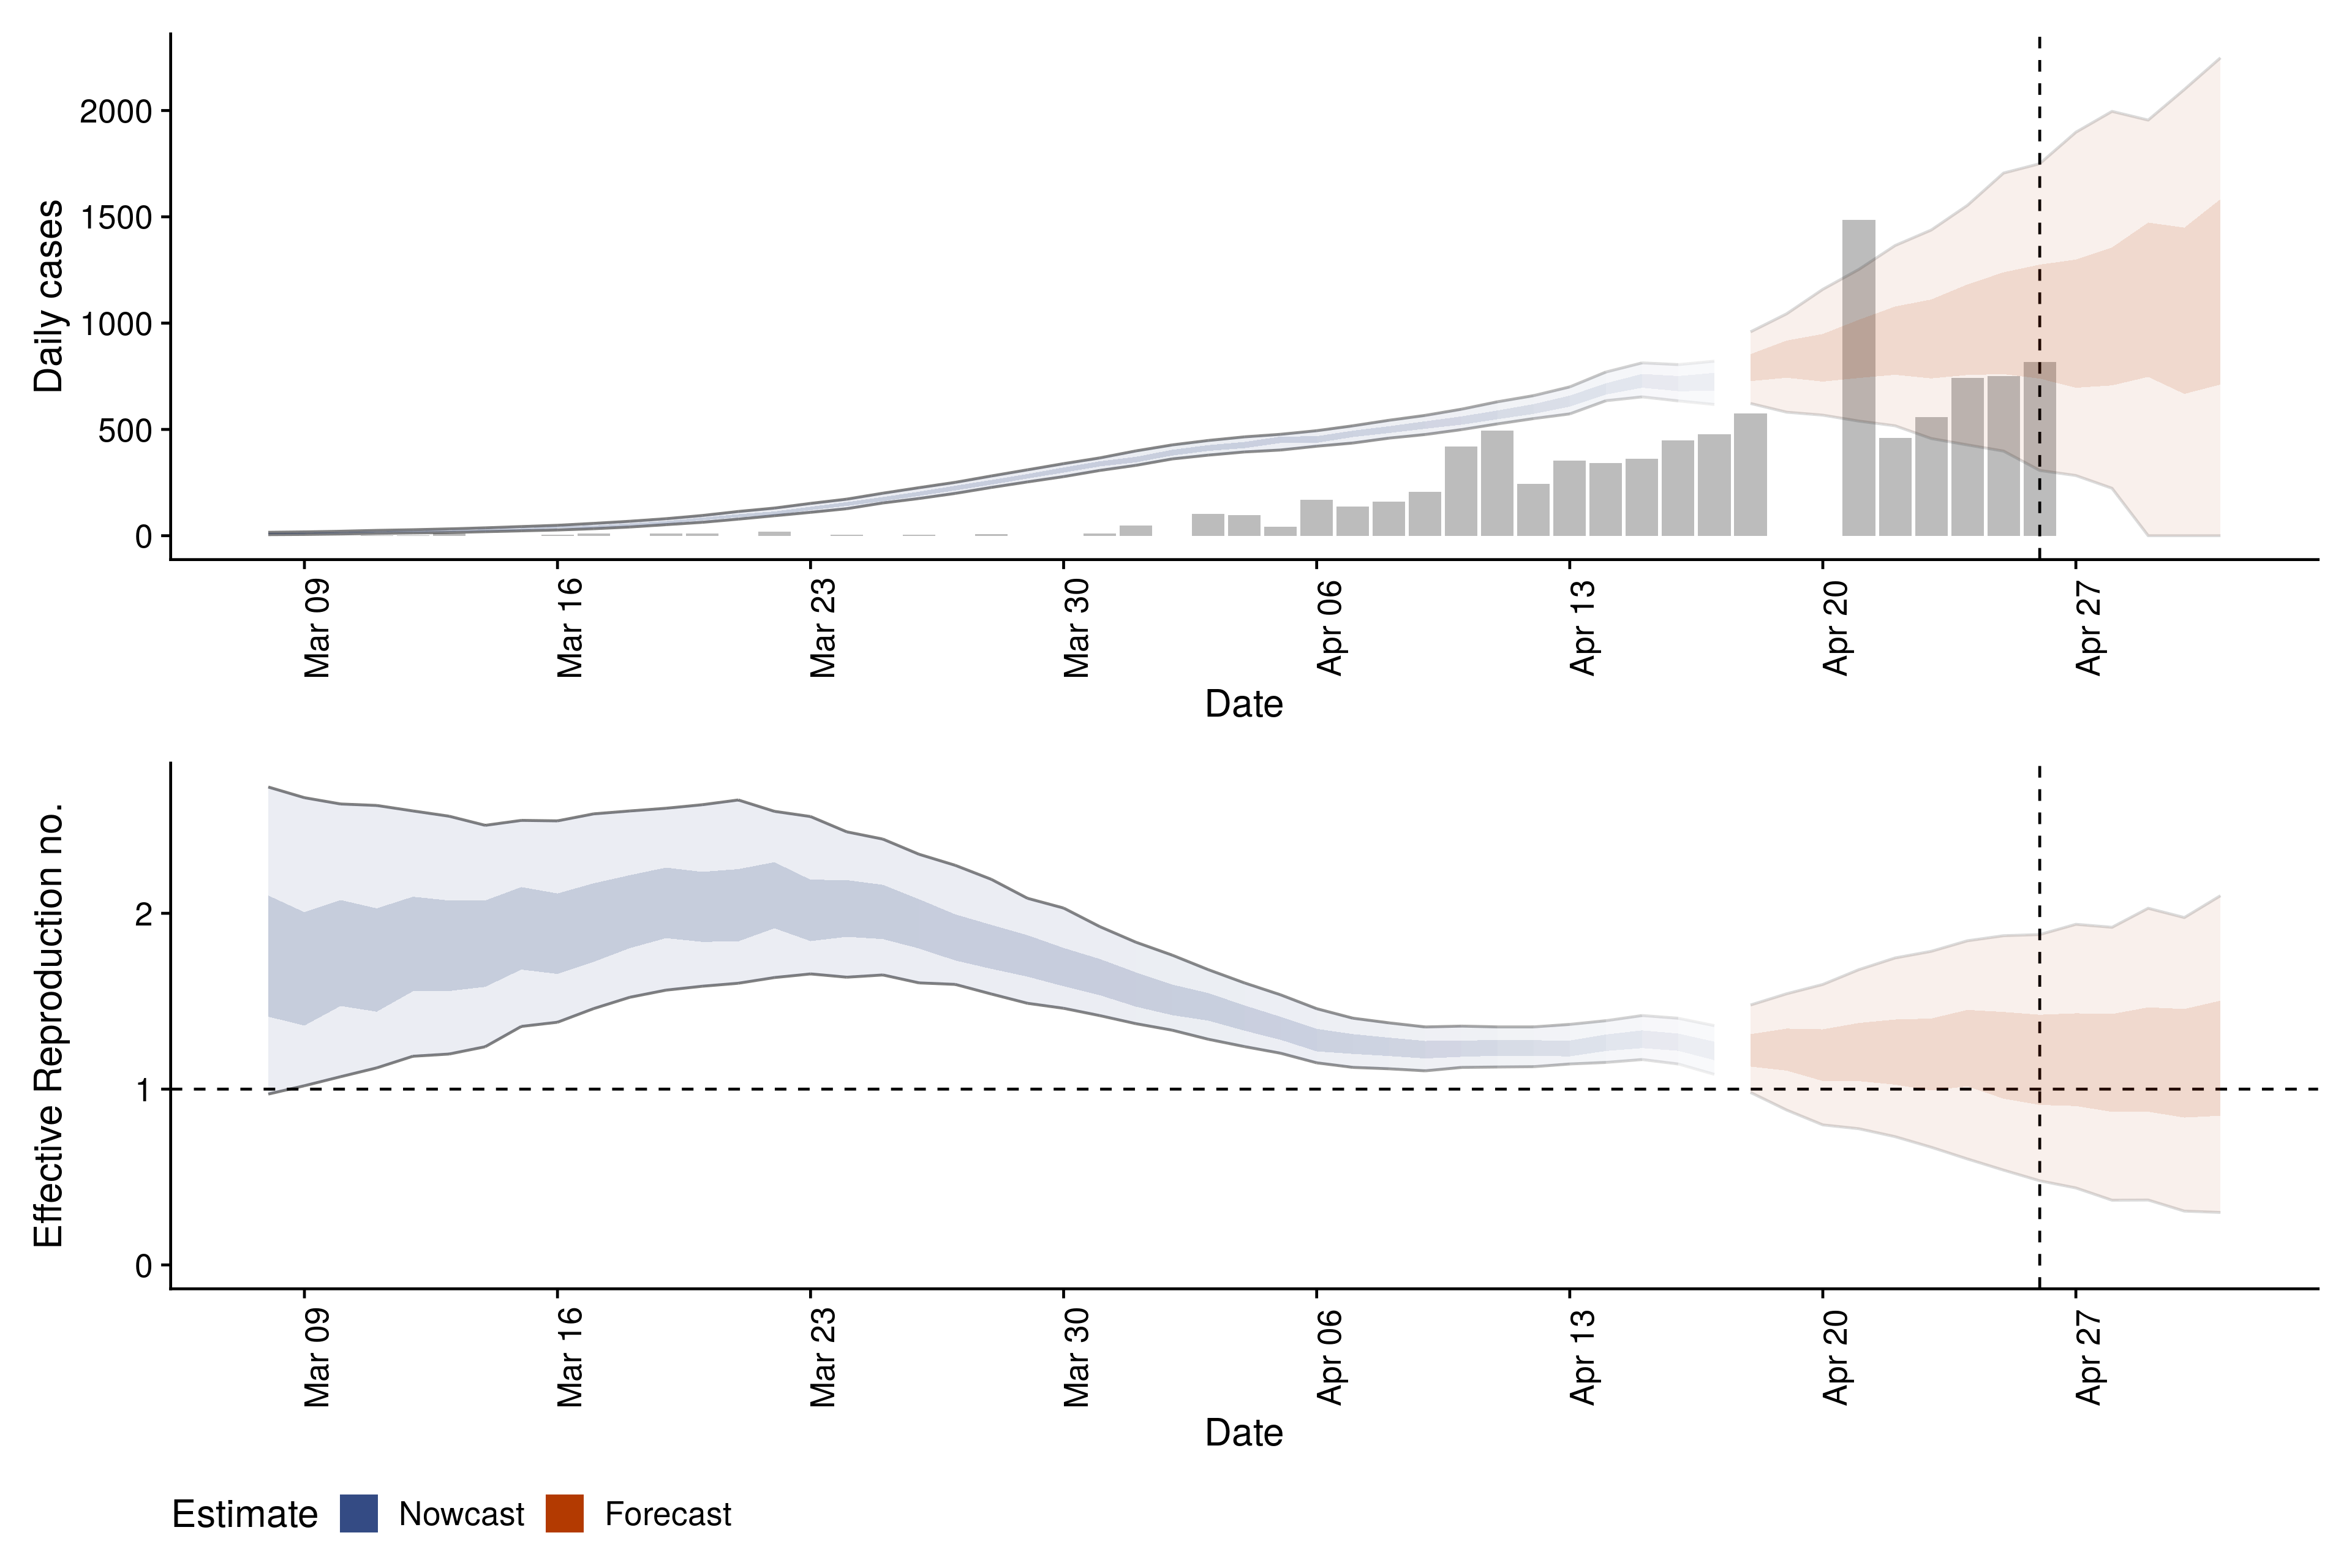 Daily cases
2000
1500
1000
500
0
Mar 09
Mar 16
Mar 23
Mar 30
Apr 06
Apr 13
Apr 20
Apr 27
Date
Effective Reproduction no.
2
1
0
Mar 09
Mar 16
Mar 23
Mar 30
Apr 06
Apr 13
Apr 20
Apr 27
Date
Estimate Nowcast Forecast